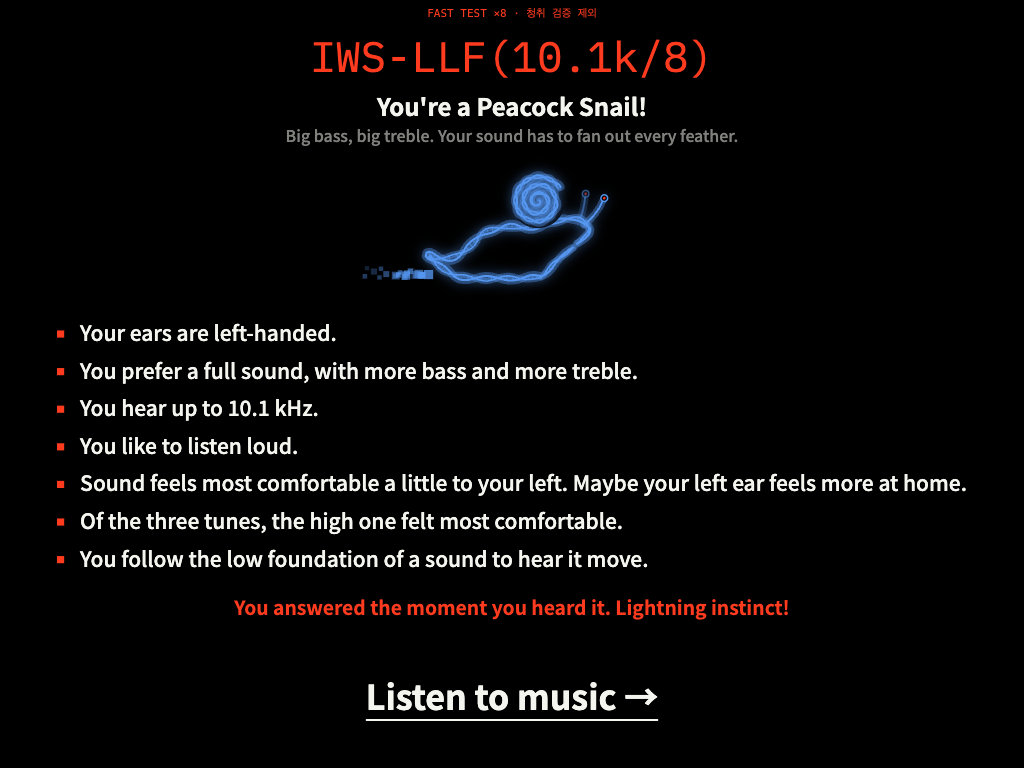 FAST TEST ×8 · 청취 검증 제외
IWS-LLF(10.1k/8)
You're a Peacock Snail!
Big bass, big treble. Your sound has to fan out every feather.
Your ears are left-handed.
You prefer a full sound, with more bass and more treble.
You hear up to 10.1 kHz.
You like to listen loud.
Sound feels most comfortable a little to your left. Maybe your left ear feels more at home.
Of the three tunes, the high one felt most comfortable.
You follow the low foundation of a sound to hear it move.
You answered the moment you heard it. Lightning instinct!
Listen to music →